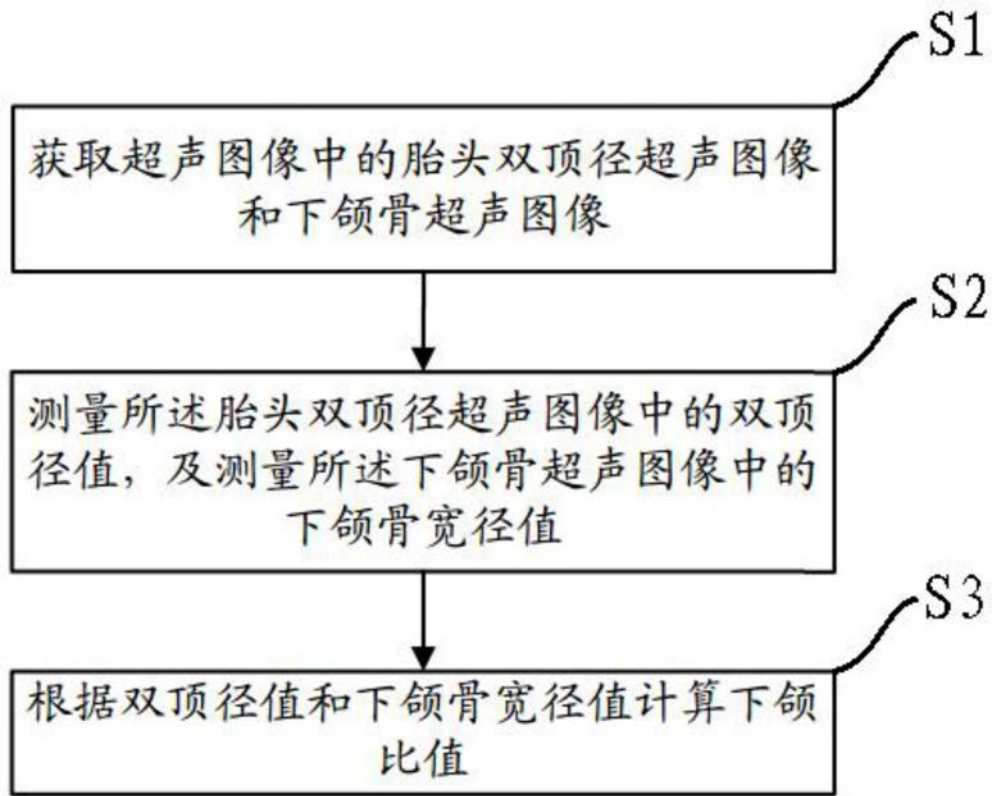 S1
获取超声图像中的胎头双顶径超声图像
和下颌骨超声图像
S2
测量所述胎头双顶径超声图像中的双顶
径值，及测量所述下颌骨超声图像中的
下颌骨宽径值
S3
根据双顶径值和下颌骨宽径值计算下颌
比值